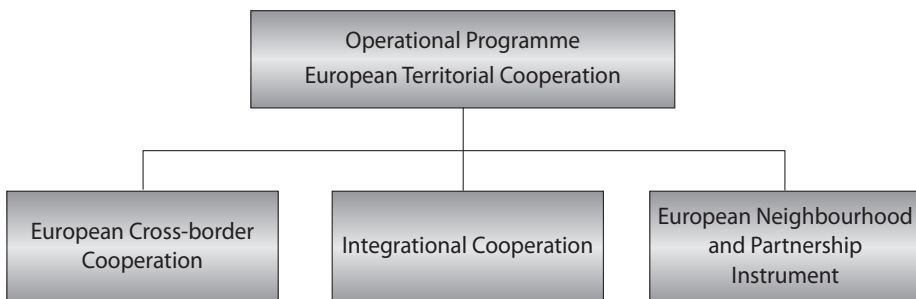 Operational Programme
European Territorial Cooperation
European Cross-border
Cooperation
Integrational Cooperation
European Neighbourhood
and Partnership
Instrument